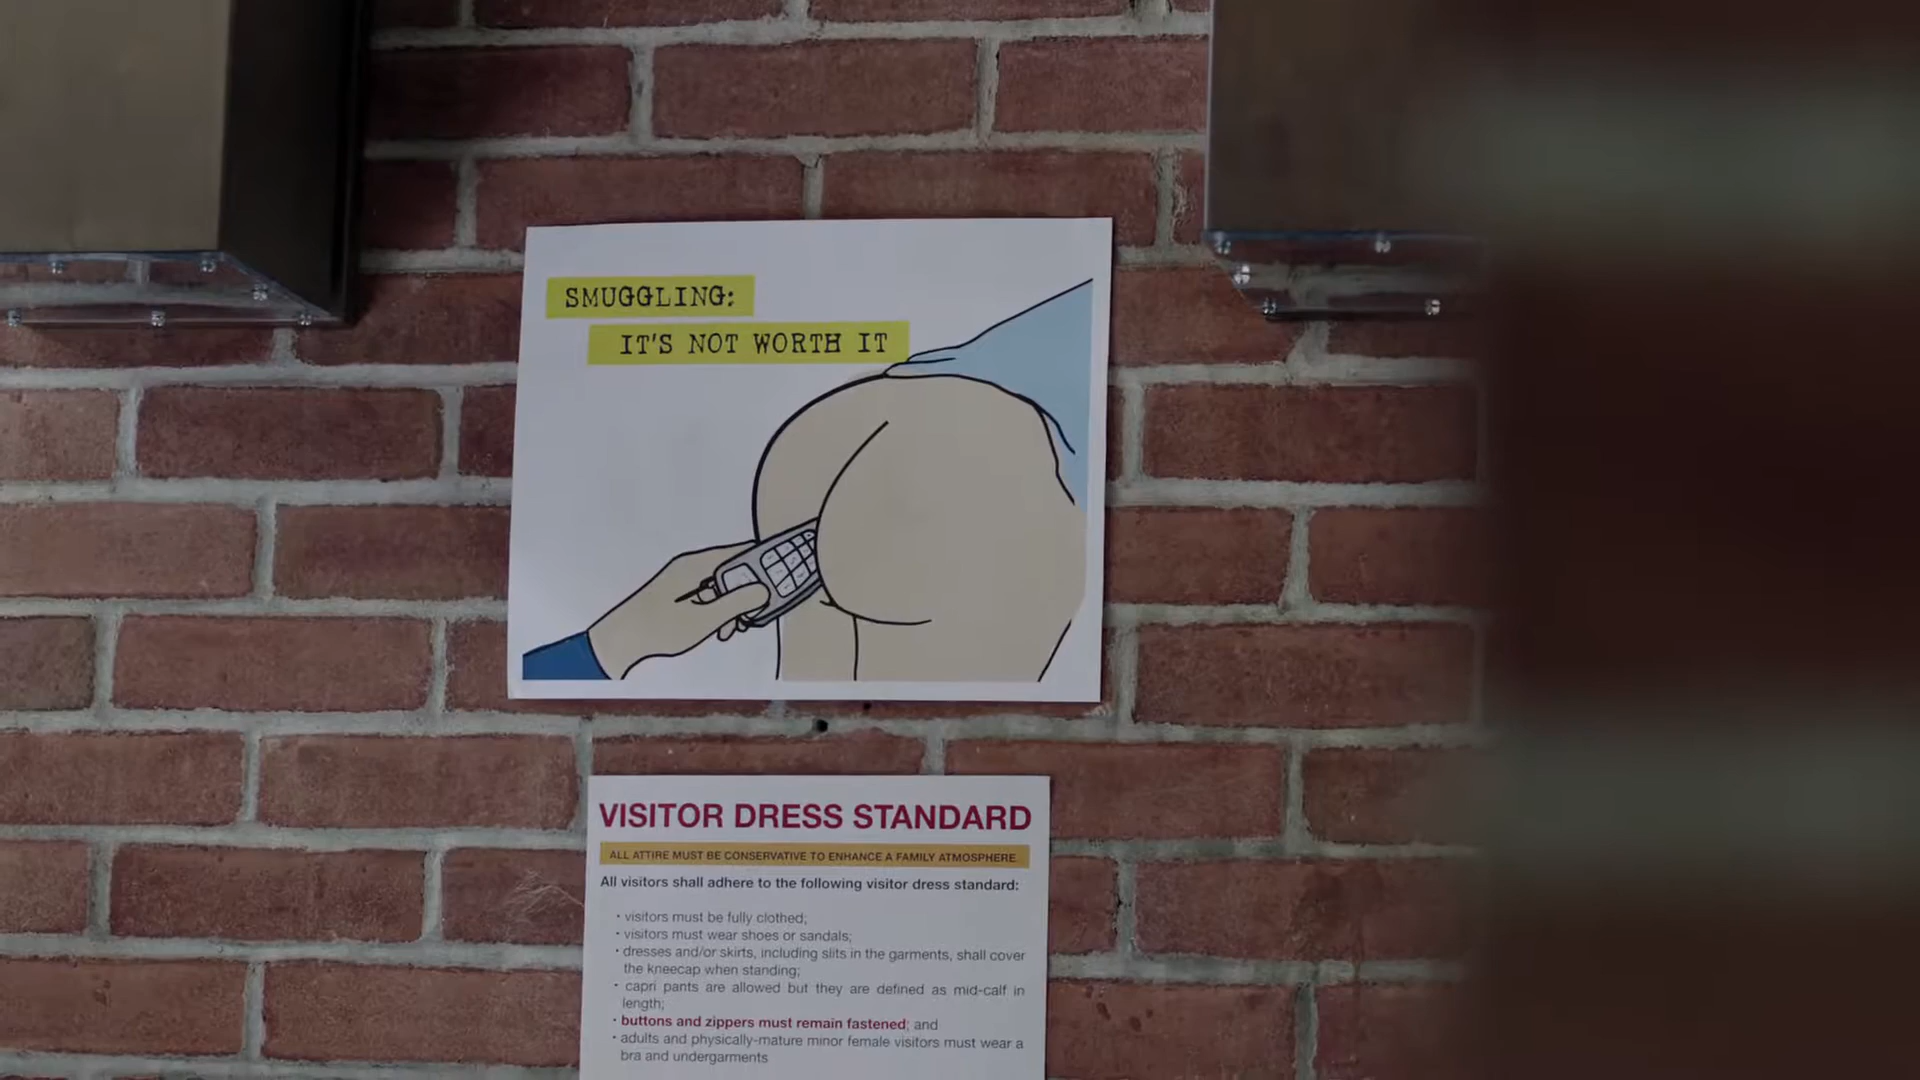 SMUGGLING:
IT'S NOT WORTH IT
VISITOR DRESS STANDARD
ALL ATTIRE MUST BE CONSERVATIVE TO ENHANCE A FAMILY ATMOSPHERE
All visitors shall adhere to the following visitor dress standard:
• visitors must be fully clothed;
• visitors must wear shoes or sandals;
• dresses and/or skirts, including slits in the garments, shall cover
the kneecap when standing;
• capri pants are allowed but they are defined as mid-calf in
length;
• buttons and zippers must remain fastened; and
• adults and physically-mature minor female visitors must wear a
bra and undergarments